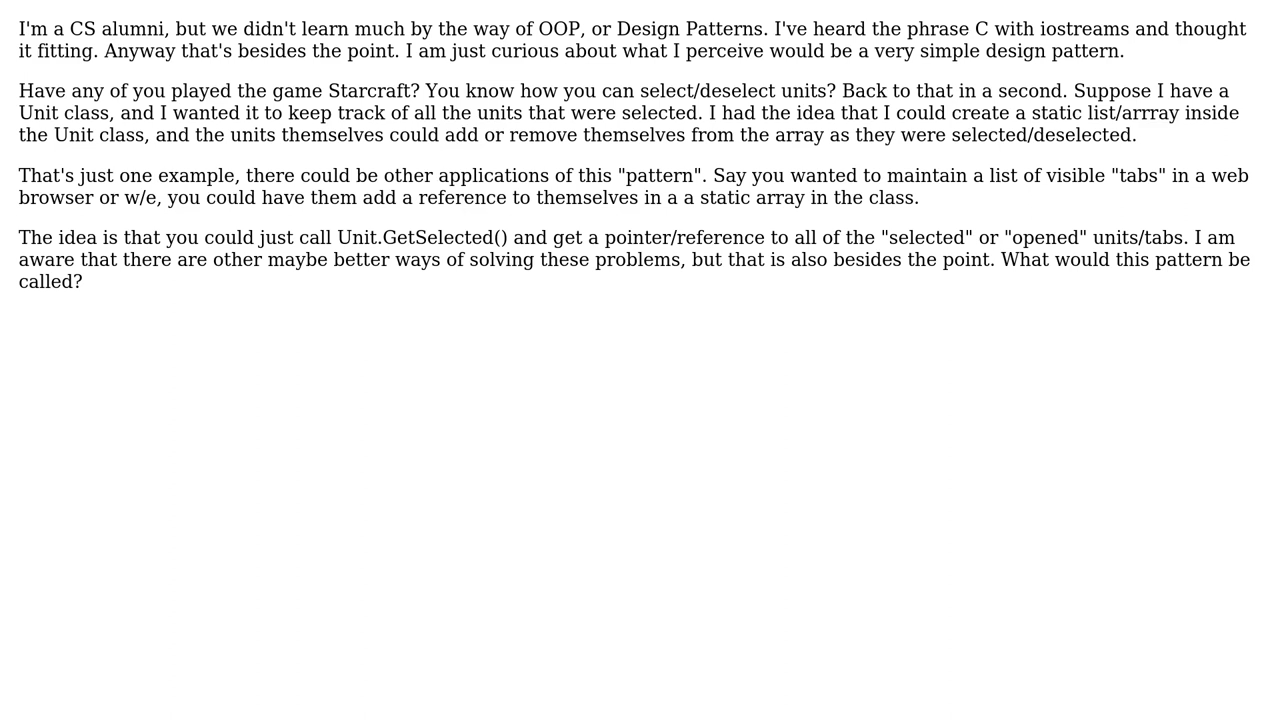 I'm a CS alumni, but we didn't learn much by the way of OOP, or Design Patterns. I've heard the phrase C with iostreams and thought
it fitting. Anyway that's besides the point. I am just curious about what I perceive would be a very simple design pattern.
Have any of you played the game Starcraft? You know how you can select/deselect units? Back to that in a second. Suppose I have a
Unit class, and I wanted it to keep track of all the units that were selected. I had the idea that I could create a static list/arrray inside
the Unit class, and the units themselves could add or remove themselves from the array as they were selected/deselected.
That's just one example, there could be other applications of this "pattern". Say you wanted to maintain a list of visible "tabs" in a web
browser or w/e, you could have them add a reference to themselves in a a static array in the class.
The idea is that you could just call Unit.GetSelected() and get a pointer/reference to all of the "selected" or "opened" units/tabs. I am
aware that there are other maybe better ways of solving these problems, but that is also besides the point. What would this pattern be
called?